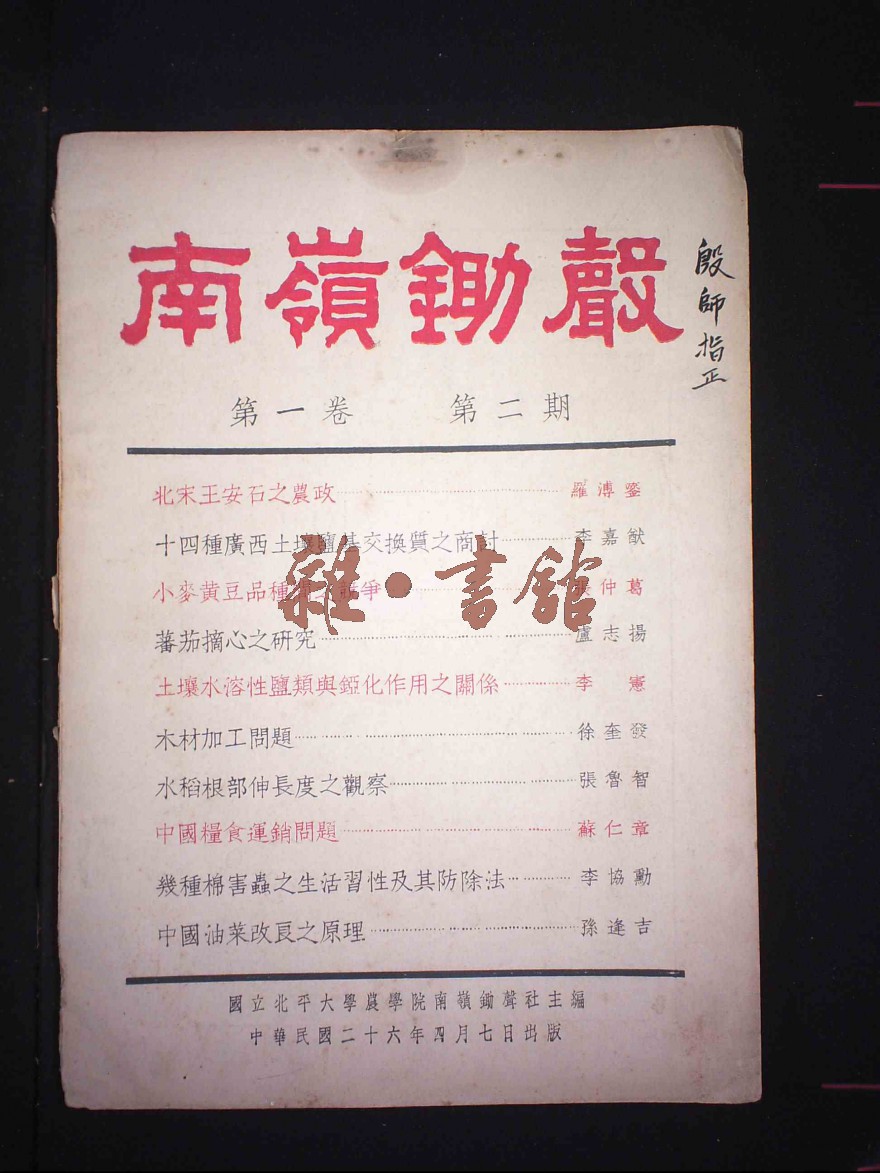 南嶺鋤聲
殷師指正
第一卷 第二期
北宋王安石之農政 羅溥鋆
十四種廣西土壤鹽基交換質之商討 李嘉猷
小麥黃豆品種間之競爭 張仲葛
蕃茄摘心之研究 盧志揚
土壤水溶性鹽類與錏化作用之關係 李憲
木材加工問題 徐奎發
水稻根部伸長度之觀察 張魯智
中國糧食運銷問題 蘇仁章
幾種棉害蟲之生活習性及其防除法 李協勳
中國油菜改良之原理 孫逢吉
國立北平大學農學院南嶺鋤聲社主編
中華民國二十六年四月七日出版
雜·書館